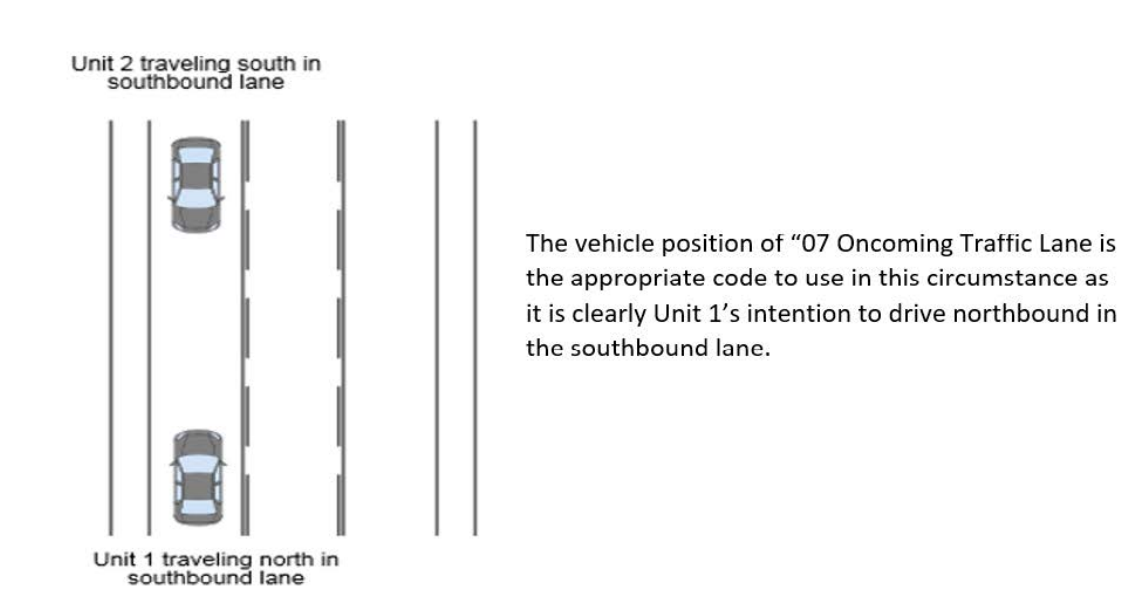 Unit 2 traveling south in
southbound lane
The vehicle position of “07 Oncoming Traffic Lane is
the appropriate code to use in this circumstance as
it is clearly Unit 1’s intention to drive northbound in
the southbound lane.
Unit 1 traveling north in
southbound lane